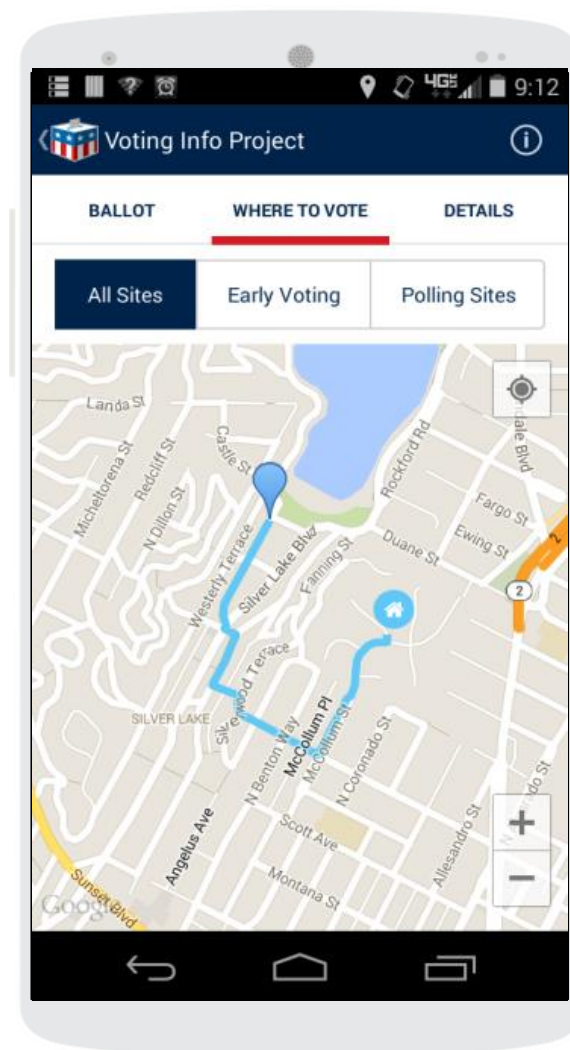 4G 9:12
Voting Info Project
BALLOT WHERE TO VOTE DETAILS
All Sites Early Voting Polling Sites
Landa St
Micheltorena St
Redcliff St
N Dillon St
Castle St
Rockford Rd
Fargo St
Ewing St
Duane St
2
2
Westerly Terrace
Silver Lake Blvd
Fanning St
Silverwood Terrace
SILVER LAKE
McCollum Pl
McCollum St
N Benton Way
N Coronado St
Angelus Ave
Scott Ave
Montana St
Allesandro St
Sunset Blvd
Google